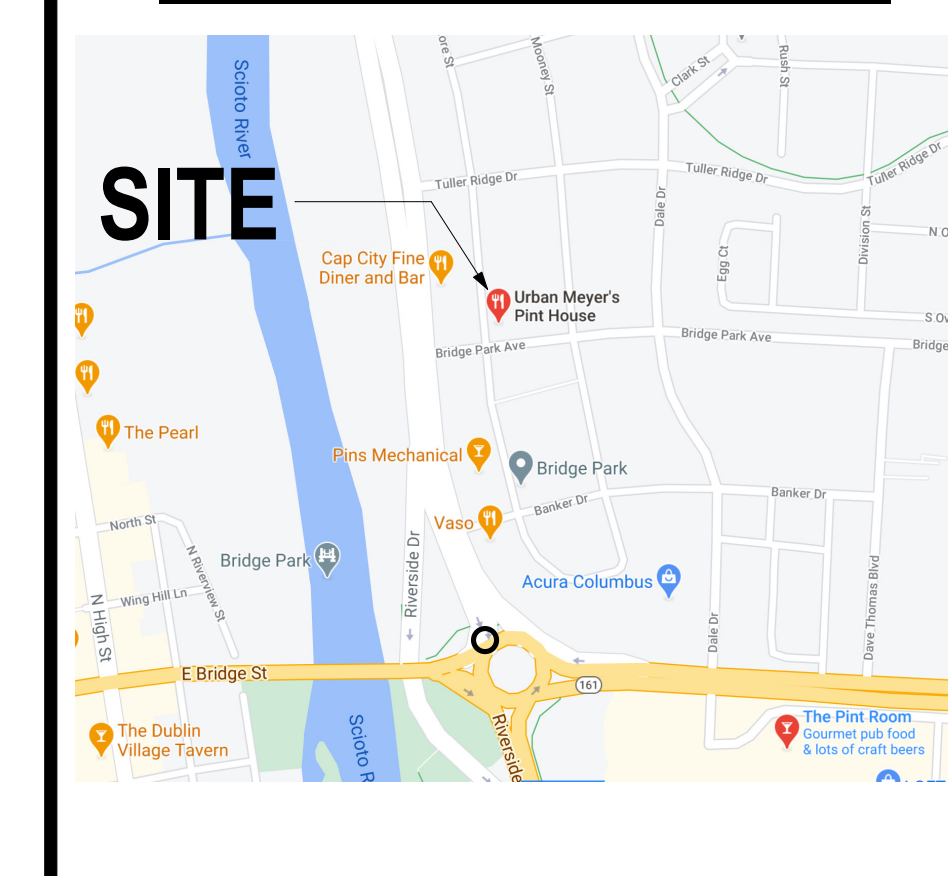 ore St
Mooney St
Clark St
Rush St
Scioto River
SITE
Tuller Ridge Dr
Tuller Ridge Dr
Tuller Ridge Dr
Dale Dr
Division St
N O
Egg Ct
Cap City Fine
Diner and Bar
Urban Meyer's
Pint House
S Ov
Bridge Park Ave
Bridge Park Ave
Bridge
The Pearl
Pins Mechanical
Bridge Park
Banker Dr
Banker Dr
Vaso
North St
N Riverview St
Bridge Park
Riverside Dr
Acura Columbus
Wing Hill Ln
N High St
Dale Dr
Dave Thomas Blvd
E Bridge St
161
The Dublin
Village Tavern
Scioto R
Riverside
The Pint Room
Gourmet pub food
& lots of craft beers